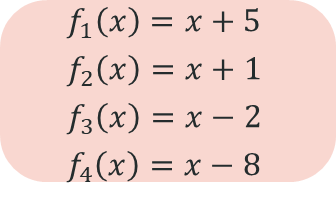 f₁(x) = x + 5
f₂(x) = x + 1
f₃(x) = x − 2
f₄(x) = x − 8